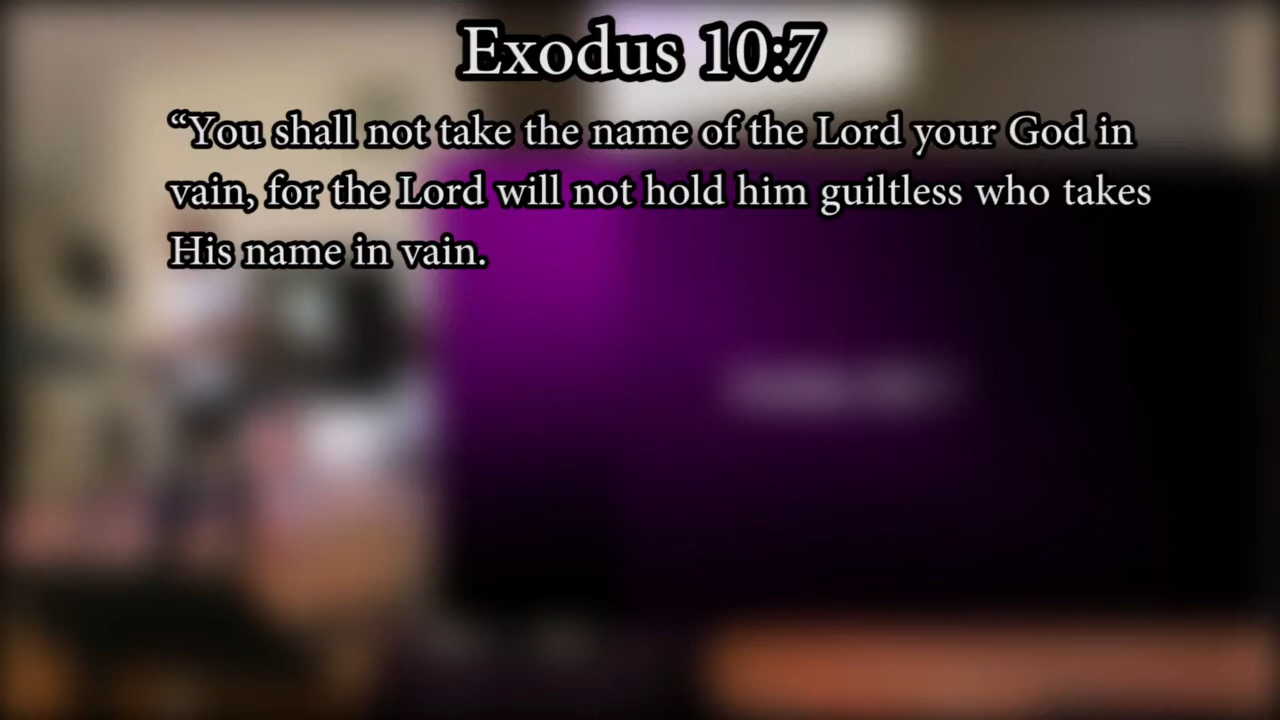 Exodus 10:7
“You shall not take the name of the Lord your God in
vain, for the Lord will not hold him guiltless who takes
His name in vain.